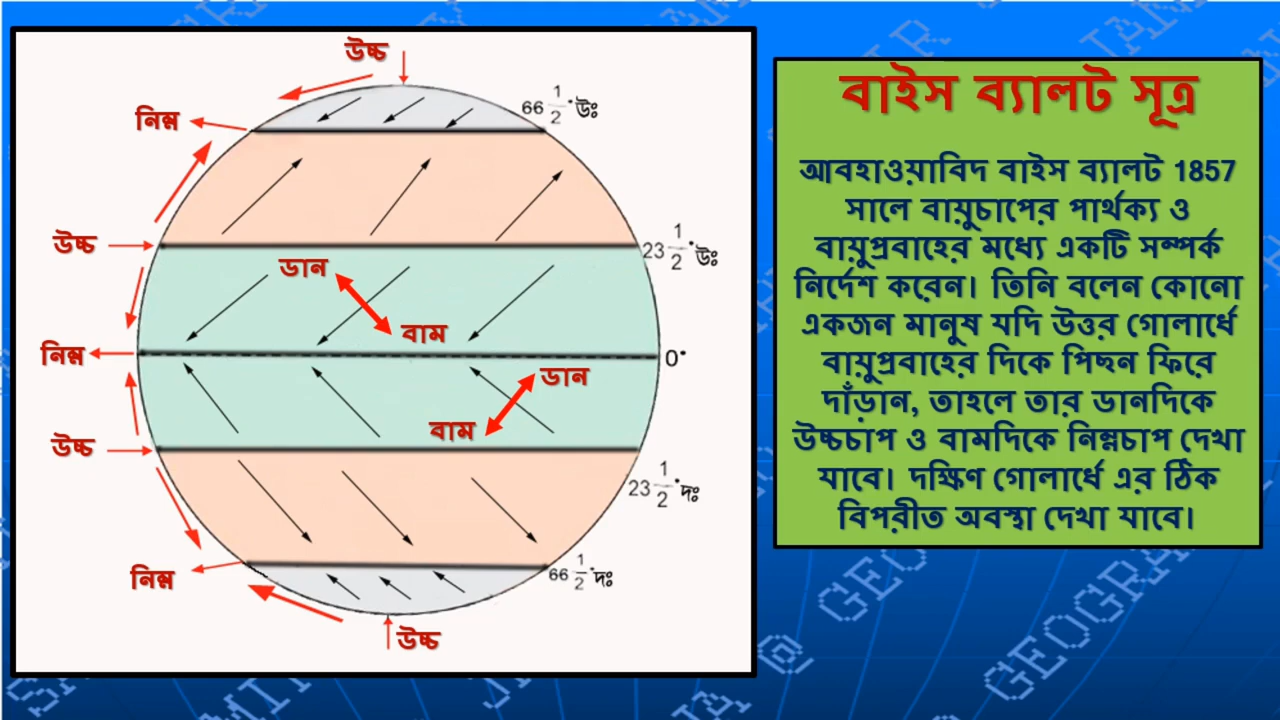 উচ্চ
66 1/2° উঃ
নিম্ন
উচ্চ
23 1/2° উঃ
ডান
বাম
নিম্ন
0°
ডান
বাম
উচ্চ
23 1/2° দঃ
নিম্ন
66 1/2° দঃ
উচ্চ
বাইস ব্যালট সূত্র
আবহাওয়াবিদ বাইস ব্যালট 1857
সালে বায়ুচাপের পার্থক্য ও
বায়ুপ্রবাহের মধ্যে একটি সম্পর্ক
নির্দেশ করেন। তিনি বলেন কোনো
একজন মানুষ যদি উত্তর গোলার্ধে
বায়ুপ্রবাহের দিকে পিছন ফিরে
দাঁড়ান, তাহলে তার ডানদিকে
উচ্চচাপ ও বামদিকে নিম্নচাপ দেখা
যাবে। দক্ষিণ গোলার্ধে এর ঠিক
বিপরীত অবস্থা দেখা যাবে।